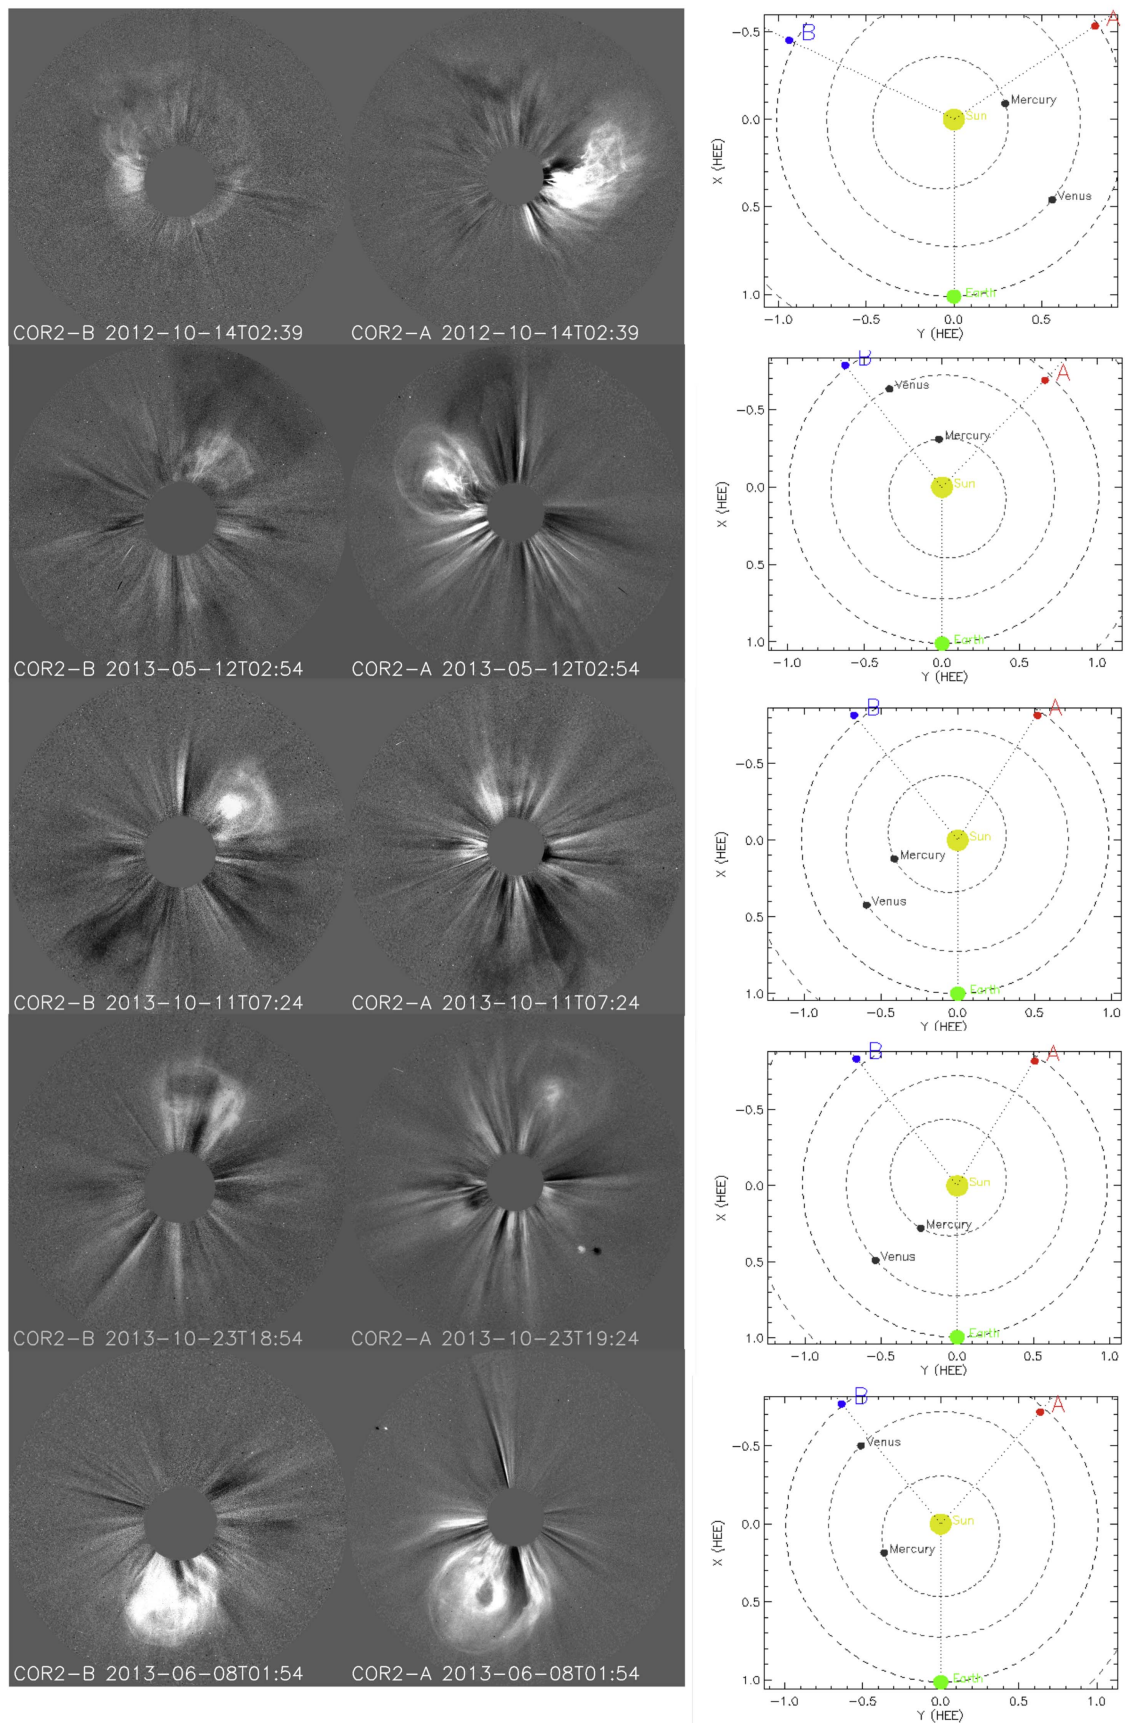 COR2-B 2012-10-14T02:39
COR2-A 2012-10-14T02:39
A
B
-0.5
Mercury
Sun
0.0
X (HEE)
Venus
0.5
Earth
1.0
-1.0 -0.5 0.0 0.5
Y (HEE)
COR2-B 2013-05-12T02:54
COR2-A 2013-05-12T02:54
B
A
Venus
-0.5
Mercury
Sun
0.0
X (HEE)
0.5
Earth
1.0
-1.0 -0.5 0.0 0.5 1.0
Y (HEE)
COR2-B 2013-10-11T07:24
COR2-A 2013-10-11T07:24
B
A
-0.5
Sun
0.0
X (HEE)
Mercury
Venus
0.5
Earth
1.0
-1.0 -0.5 0.0 0.5 1.0
Y (HEE)
COR2-B 2013-10-23T18:54
COR2-A 2013-10-23T19:24
B
A
-0.5
Sun
0.0
X (HEE)
Mercury
Venus
0.5
Earth
1.0
-1.0 -0.5 0.0 0.5 1.0
Y (HEE)
COR2-B 2013-06-08T01:54
COR2-A 2013-06-08T01:54
B
A
Venus
-0.5
Sun
0.0
X (HEE)
Mercury
0.5
Earth
1.0
-1.0 -0.5 0.0 0.5 1.0
Y (HEE)